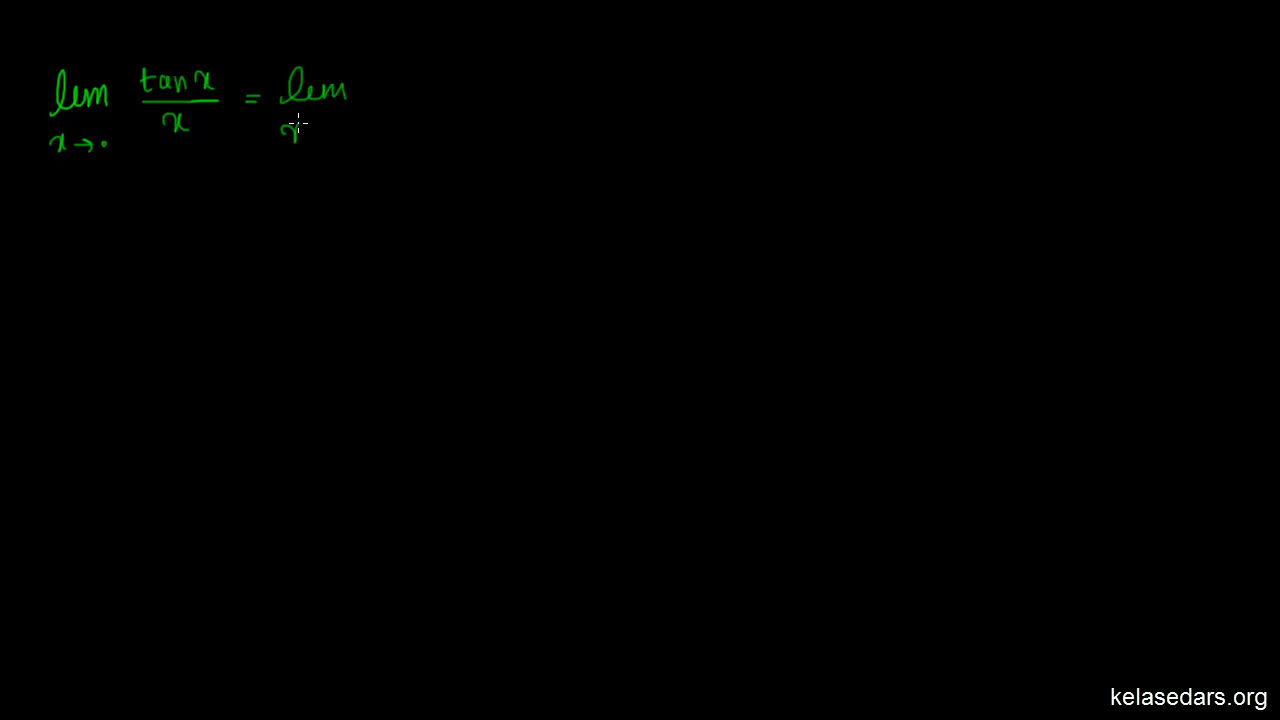 lim tan x / x = lim
x → 0 x
kelasedars.org